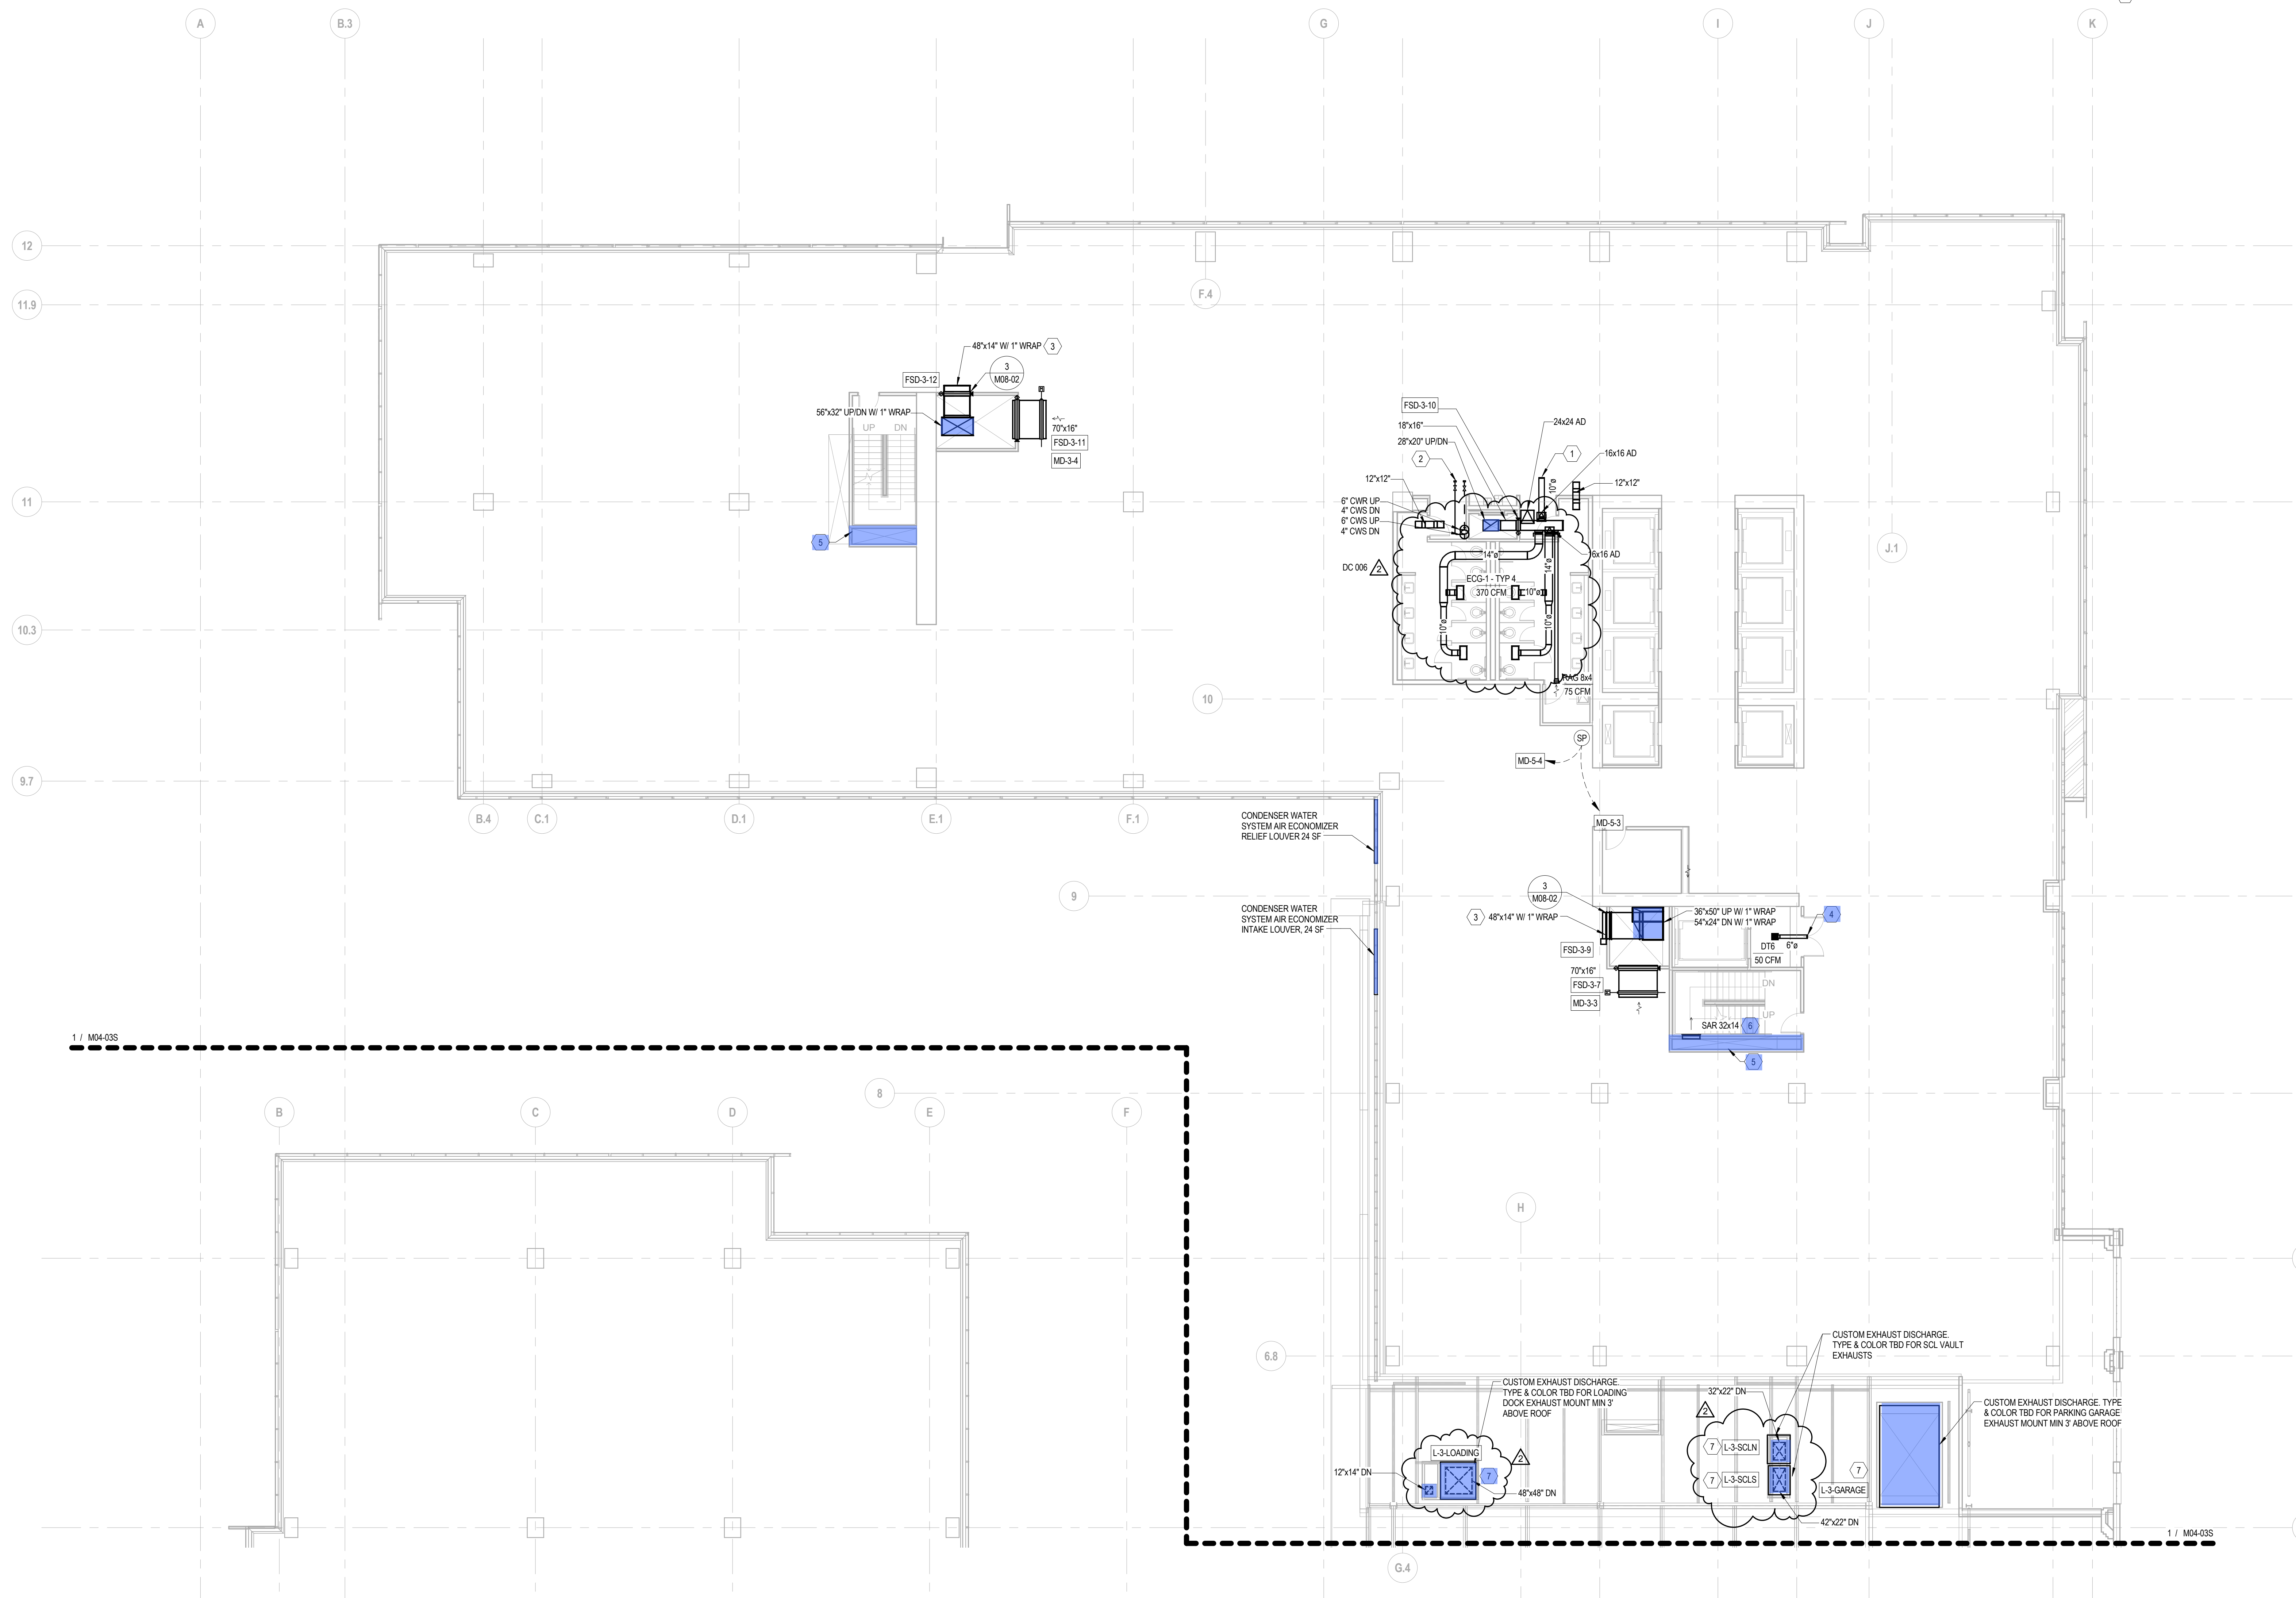 A
B.3
G
I
J
K
12
11.9
F.4
48"x14" W/ 1" WRAP
3
3
M08-02
FSD-3-12
56"x32" UP/DN W/ 1" WRAP
UP
DN
70"x16"
FSD-3-11
MD-3-4
FSD-3-10
18"x16"
28"x20" UP/DN
24x24 AD
2
1
16x16 AD
12"x12"
10"ø
12"x12"
11
6" CWR UP
4" CWS DN
6" CWS UP
4" CWS DN
5
J.1
14"ø
16x16 AD
14"ø
DC 006
2
ECG-1 - TYP 4
370 CFM
10"ø
10"ø
10"ø
10.3
RAG 8x4
75 CFM
10
SP
MD-5-4
9.7
B.4
C.1
D.1
E.1
F.1
CONDENSER WATER
SYSTEM AIR ECONOMIZER
RELIEF LOUVER 24 SF
MD-5-3
9
3
M08-02
CONDENSER WATER
SYSTEM AIR ECONOMIZER
INTAKE LOUVER, 24 SF
3
48"x14" W/ 1" WRAP
36"x50" UP W/ 1" WRAP
54"x24" DN W/ 1" WRAP
4
FSD-3-9
DT6
6"ø
50 CFM
70"x16"
FSD-3-7
MD-3-3
DN
UP
SAR 32x14
6
5
1 / M04-03S
8
B
C
D
E
F
H
6.8
CUSTOM EXHAUST DISCHARGE.
TYPE & COLOR TBD FOR SCL VAULT
EXHAUSTS
CUSTOM EXHAUST DISCHARGE.
TYPE & COLOR TBD FOR LOADING
DOCK EXHAUST MOUNT MIN 3'
ABOVE ROOF
32"x22" DN
2
CUSTOM EXHAUST DISCHARGE. TYPE
& COLOR TBD FOR PARKING GARAGE
EXHAUST MOUNT MIN 3' ABOVE ROOF
L-3-LOADING
2
7
L-3-SCLN
12"x14" DN
7
7
L-3-SCLS
7
L-3-GARAGE
48"x48" DN
42"x22" DN
1 / M04-03S
G.4